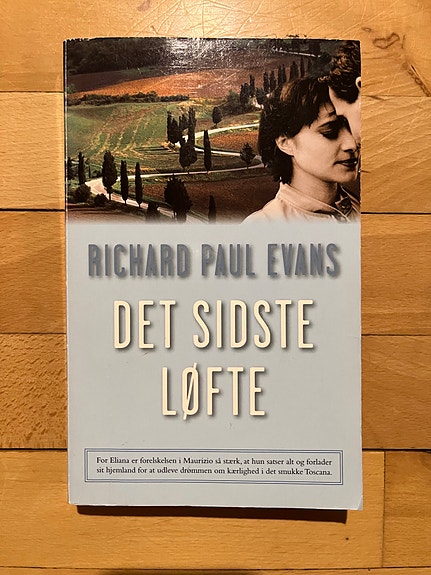 RICHARD PAUL EVANS
DET SIDSTE
LØFTE
For Eliana er forelskelsen i Maurizio så stærk, at hun satser alt og forlader
sit hjemland for at udleve drømmen om kærlighed i det smukke Toscana.